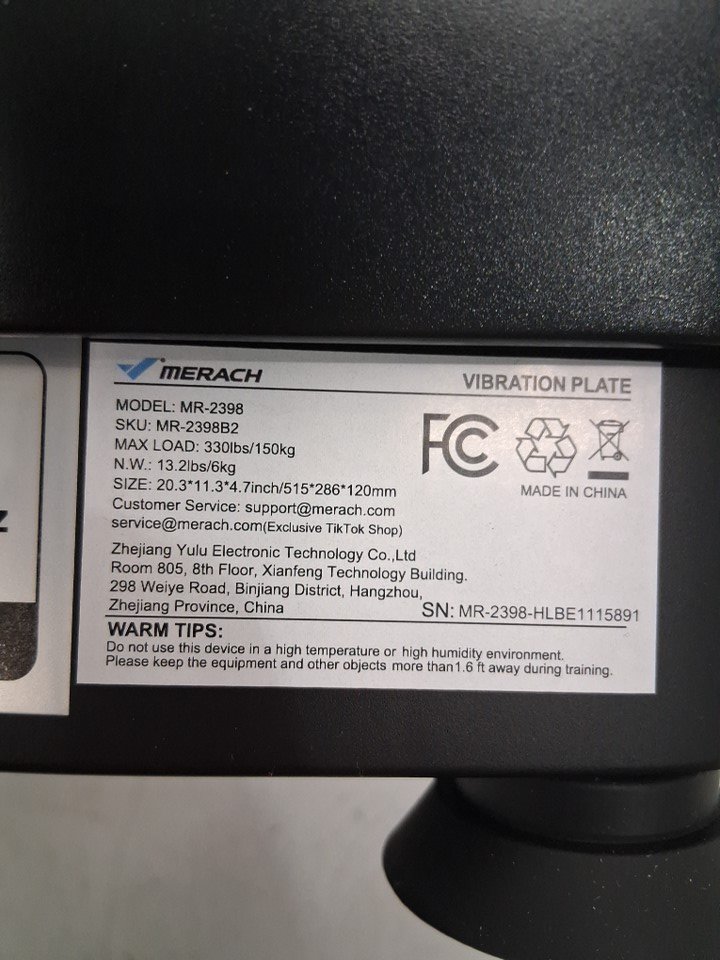 MERACH
VIBRATION PLATE
MODEL: MR-2398
SKU: MR-2398B2
MAX LOAD: 330lbs/150kg
N.W.: 13.2lbs/6kg
SIZE: 20.3*11.3*4.7inch/515*286*120mm
Customer Service: support@merach.com
service@merach.com(Exclusive TikTok Shop)
FC
MADE IN CHINA
Zhejiang Yulu Electronic Technology Co.,Ltd
Room 805, 8th Floor, Xianfeng Technology Building.
298 Weiye Road, Binjiang District, Hangzhou,
Zhejiang Province, China
SN: MR-2398-HLBE1115891
WARM TIPS:
Do not use this device in a high temperature or high humidity environment.
Please keep the equipment and other objects more than1.6 ft away during training.